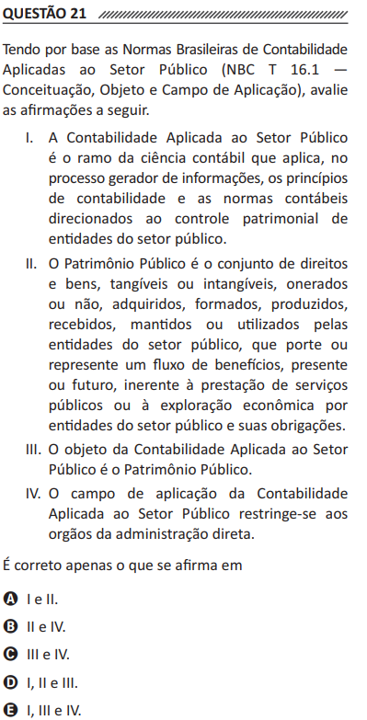 QUESTÃO 21
Tendo por base as Normas Brasileiras de Contabilidade
Aplicadas ao Setor Público (NBC T 16.1 —
Conceituação, Objeto e Campo de Aplicação), avalie
as afirmações a seguir.
I. A Contabilidade Aplicada ao Setor Público
é o ramo da ciência contábil que aplica, no
processo gerador de informações, os princípios
de contabilidade e as normas contábeis
direcionados ao controle patrimonial de
entidades do setor público.
II. O Patrimônio Público é o conjunto de direitos
e bens, tangíveis ou intangíveis, onerados
ou não, adquiridos, formados, produzidos,
recebidos, mantidos ou utilizados pelas
entidades do setor público, que porte ou
represente um fluxo de benefícios, presente
ou futuro, inerente à prestação de serviços
públicos ou à exploração econômica por
entidades do setor público e suas obrigações.
III. O objeto da Contabilidade Aplicada ao Setor
Público é o Patrimônio Público.
IV. O campo de aplicação da Contabilidade
Aplicada ao Setor Público restringe-se aos
orgãos da administração direta.
É correto apenas o que se afirma em
A I e II.
B II e IV.
C III e IV.
D I, II e III.
E I, III e IV.